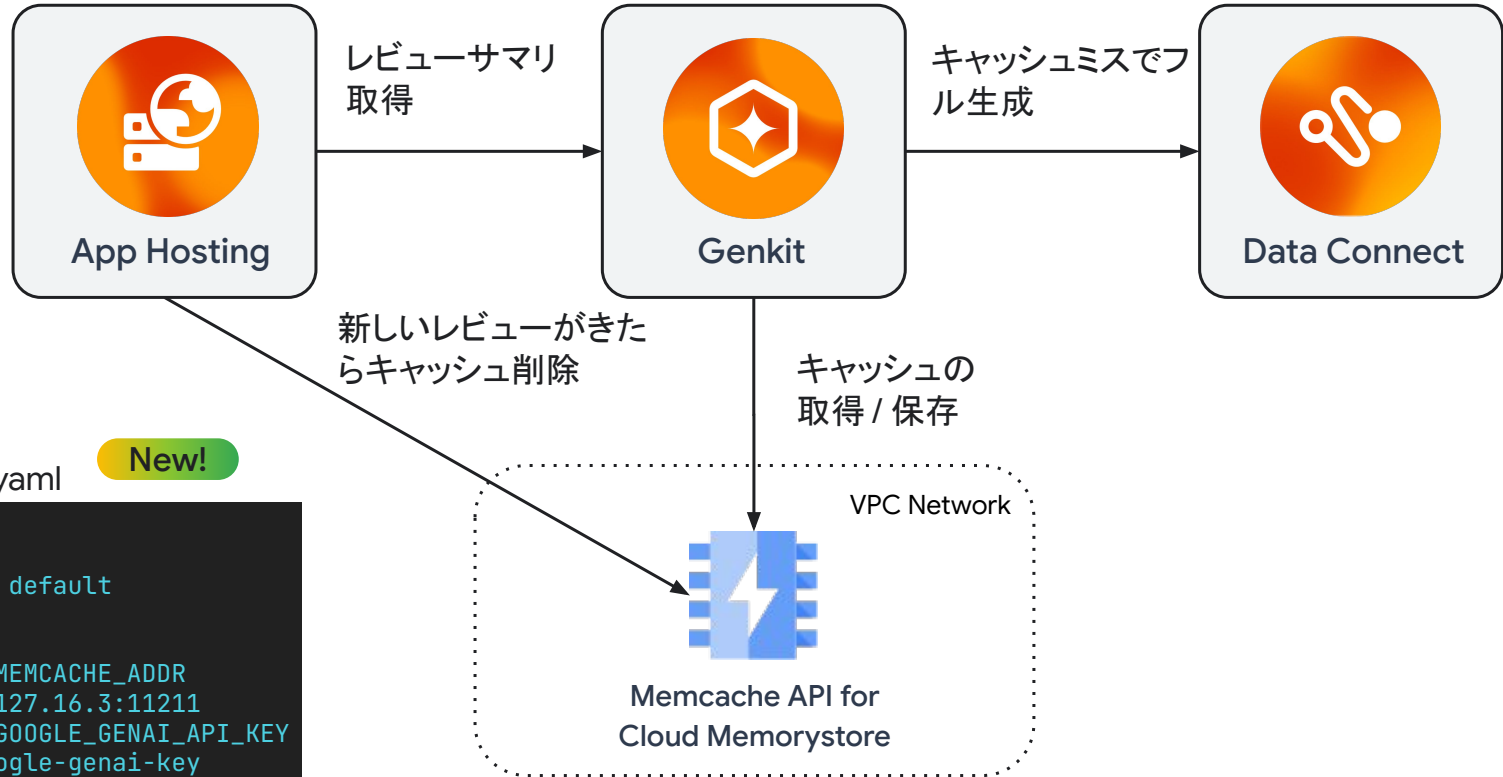 レビューサマリ
取得
キャッシュミスでフ
ル生成
App Hosting
Genkit
Data Connect
新しいレビューがきた
らキャッシュ削除
キャッシュの
取得 / 保存
New!
yaml
VPC Network
default
MEMCACHE_ADDR
127.16.3:11211
GOOGLE_GENAI_API_KEY
ogle-genai-key
Memcache API for
Cloud Memorystore